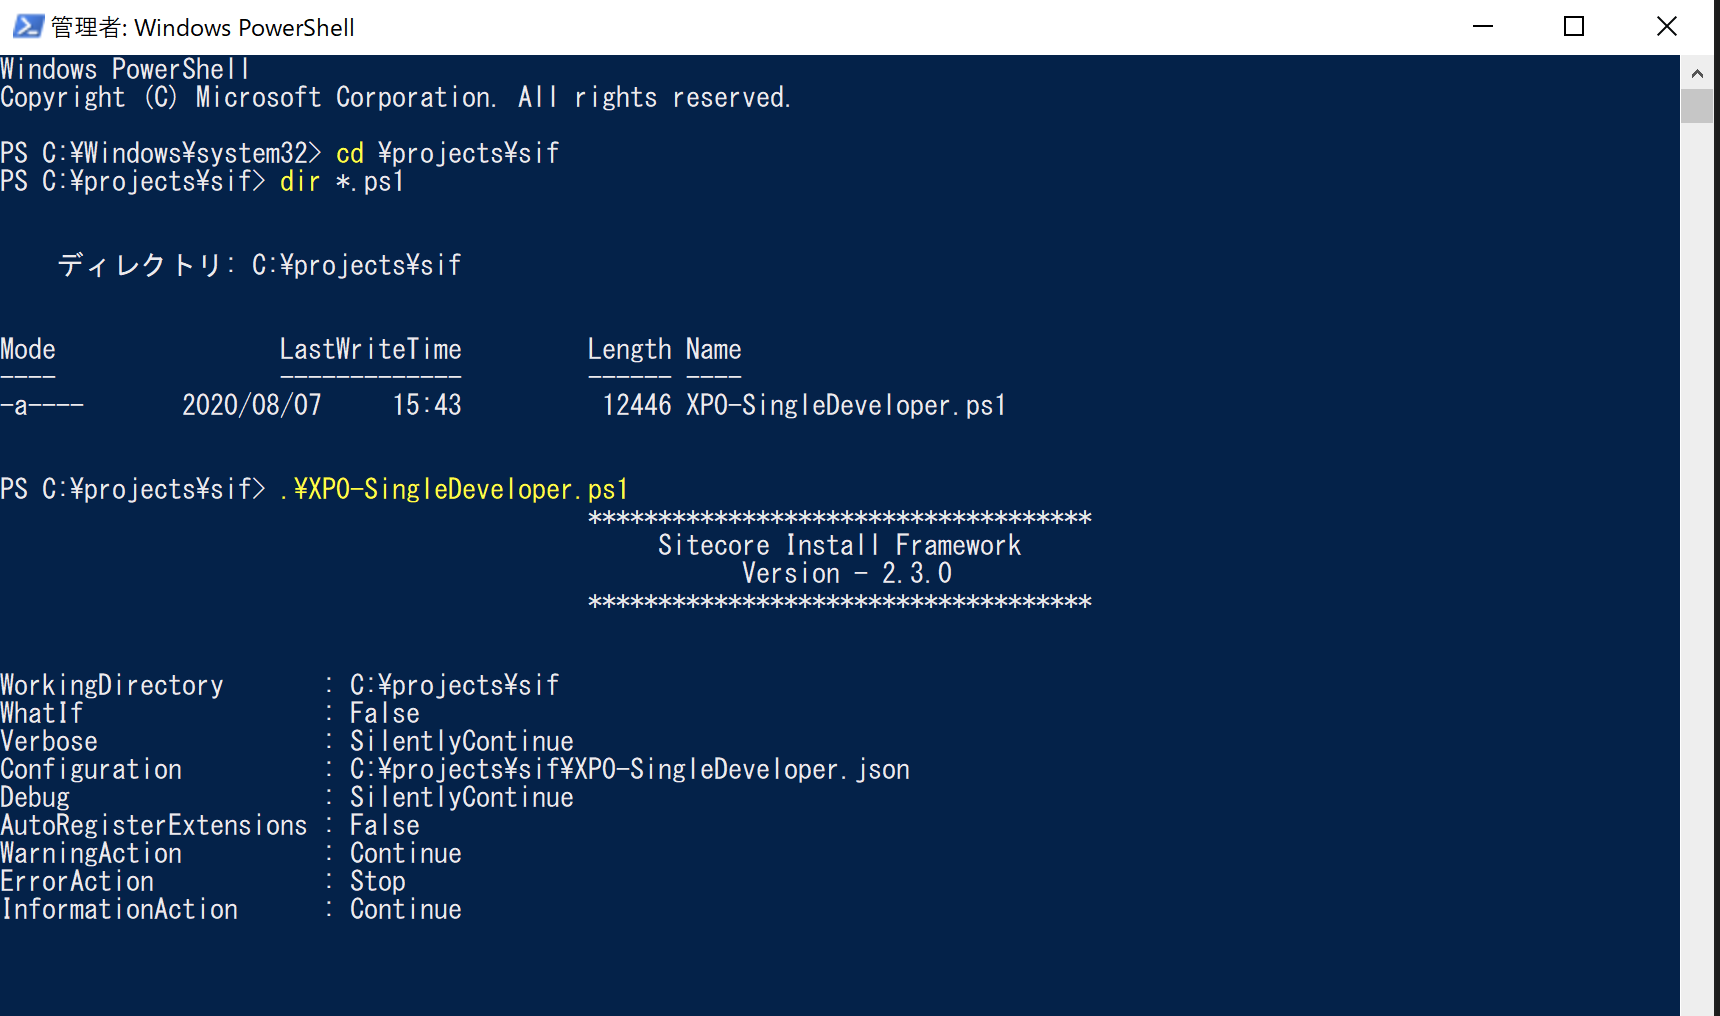 管理者: Windows PowerShell
Windows PowerShell
Copyright (C) Microsoft Corporation. All rights reserved.
PS C:¥Windows¥system32> cd ¥projects¥sif
PS C:¥projects¥sif> dir *.ps1
ディレクトリ: C:¥projects¥sif
Mode                LastWriteTime         Length Name
----                -------------         ------ ----
-a----       2020/08/07     15:43          12446 XP0-SingleDeveloper.ps1
PS C:¥projects¥sif> .¥XP0-SingleDeveloper.ps1
************************************
Sitecore Install Framework
Version - 2.3.0
************************************
WorkingDirectory       : C:¥projects¥sif
WhatIf                 : False
Verbose                : SilentlyContinue
Configuration          : C:¥projects¥sif¥XP0-SingleDeveloper.json
Debug                  : SilentlyContinue
AutoRegisterExtensions : False
WarningAction          : Continue
ErrorAction            : Stop
InformationAction      : Continue